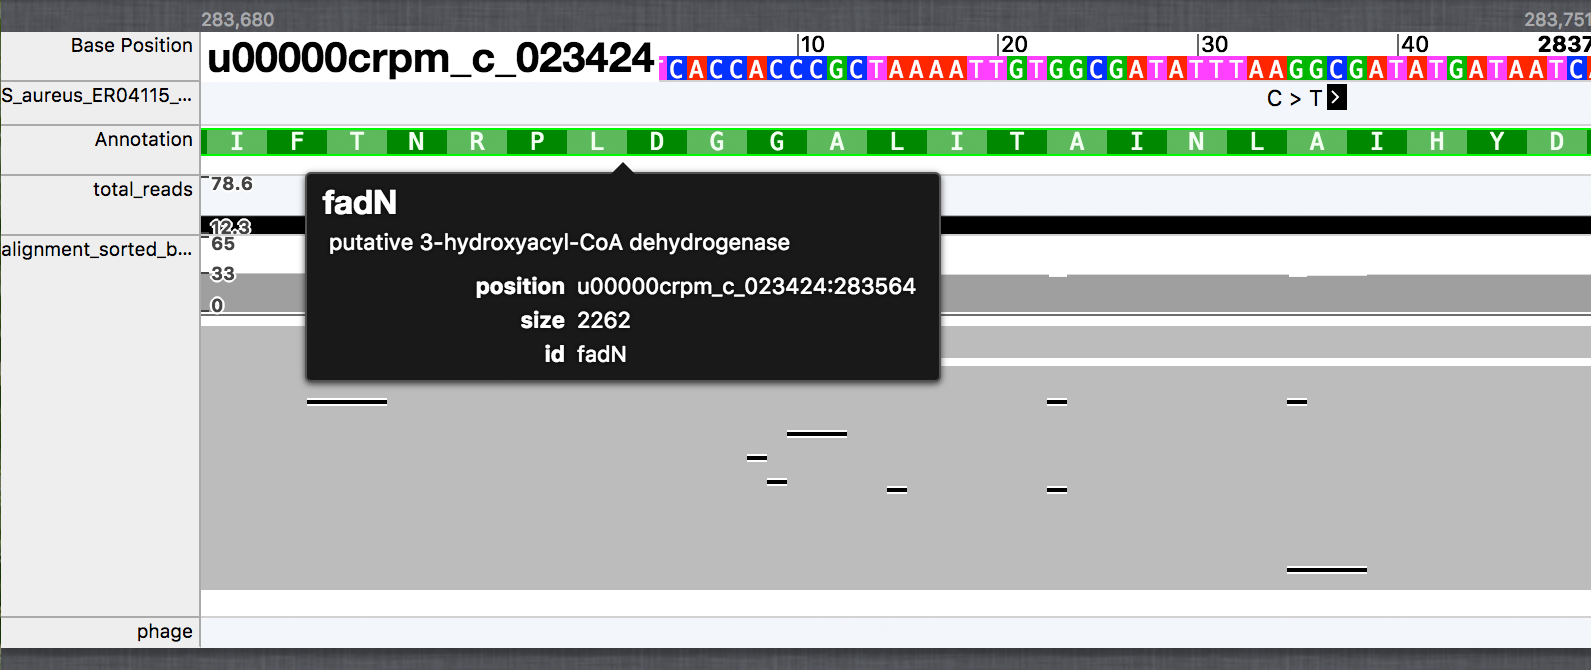 283,680 283,751
Base Position u00000crpm_c_023424 10 20 30 40 2837
CACCACCCGCTAAAATTGTGGCGATATTTAAGGCGATATGATAATC
S_aureus_ER04115_... C > T >
Annotation I F T N R P L D G G A L I T A I N L A I H Y D
total_reads 78.6
12.3
alignment_sorted_b... 65
33
0
fadN
putative 3-hydroxyacyl-CoA dehydrogenase
position u00000crpm_c_023424:283564
size 2262
id fadN
phage